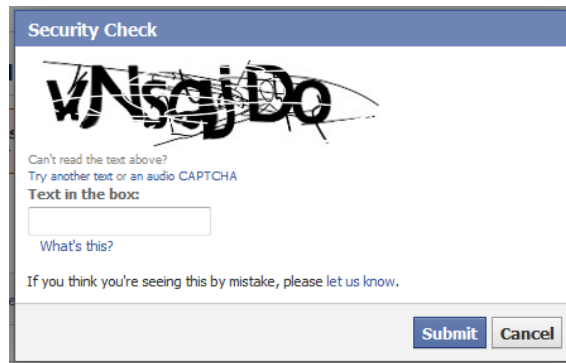 Security Check
Can't read the text above?
Try another text or an audio CAPTCHA
Text in the box:
What's this?
If you think you're seeing this by mistake, please let us know.
Submit Cancel